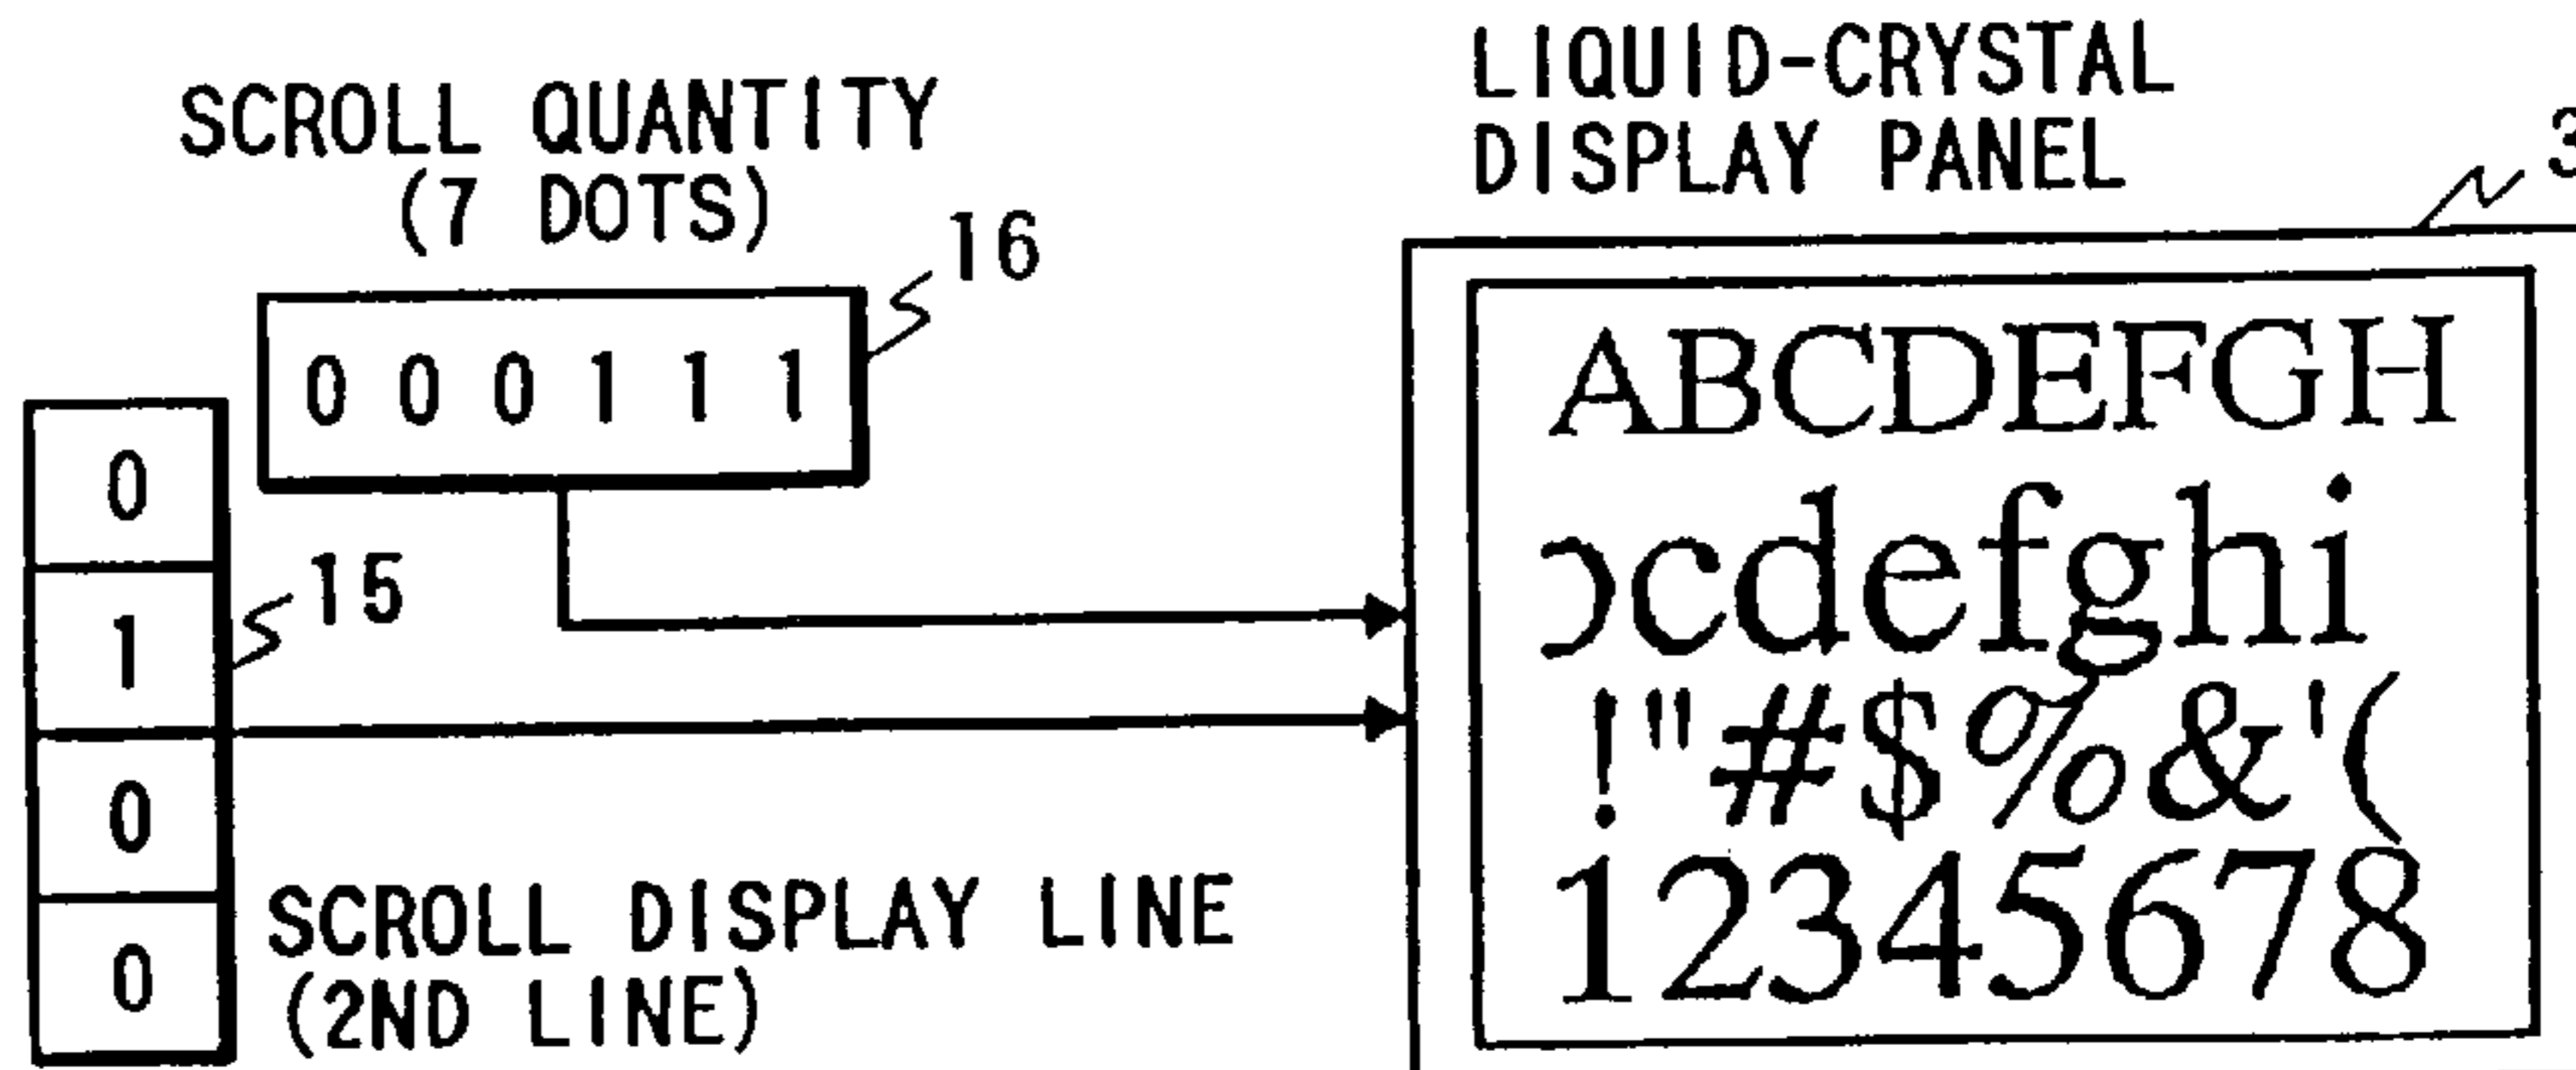 SCROLL QUANTITY
(7 DOTS)
16
0 0 0 1 1 1
0
1
0
0
15
SCROLL DISPLAY LINE
(2ND LINE)
LIQUID-CRYSTAL
DISPLAY PANEL
3
ABCDEFGH
cdefghi
!"#$%&'(
12345678